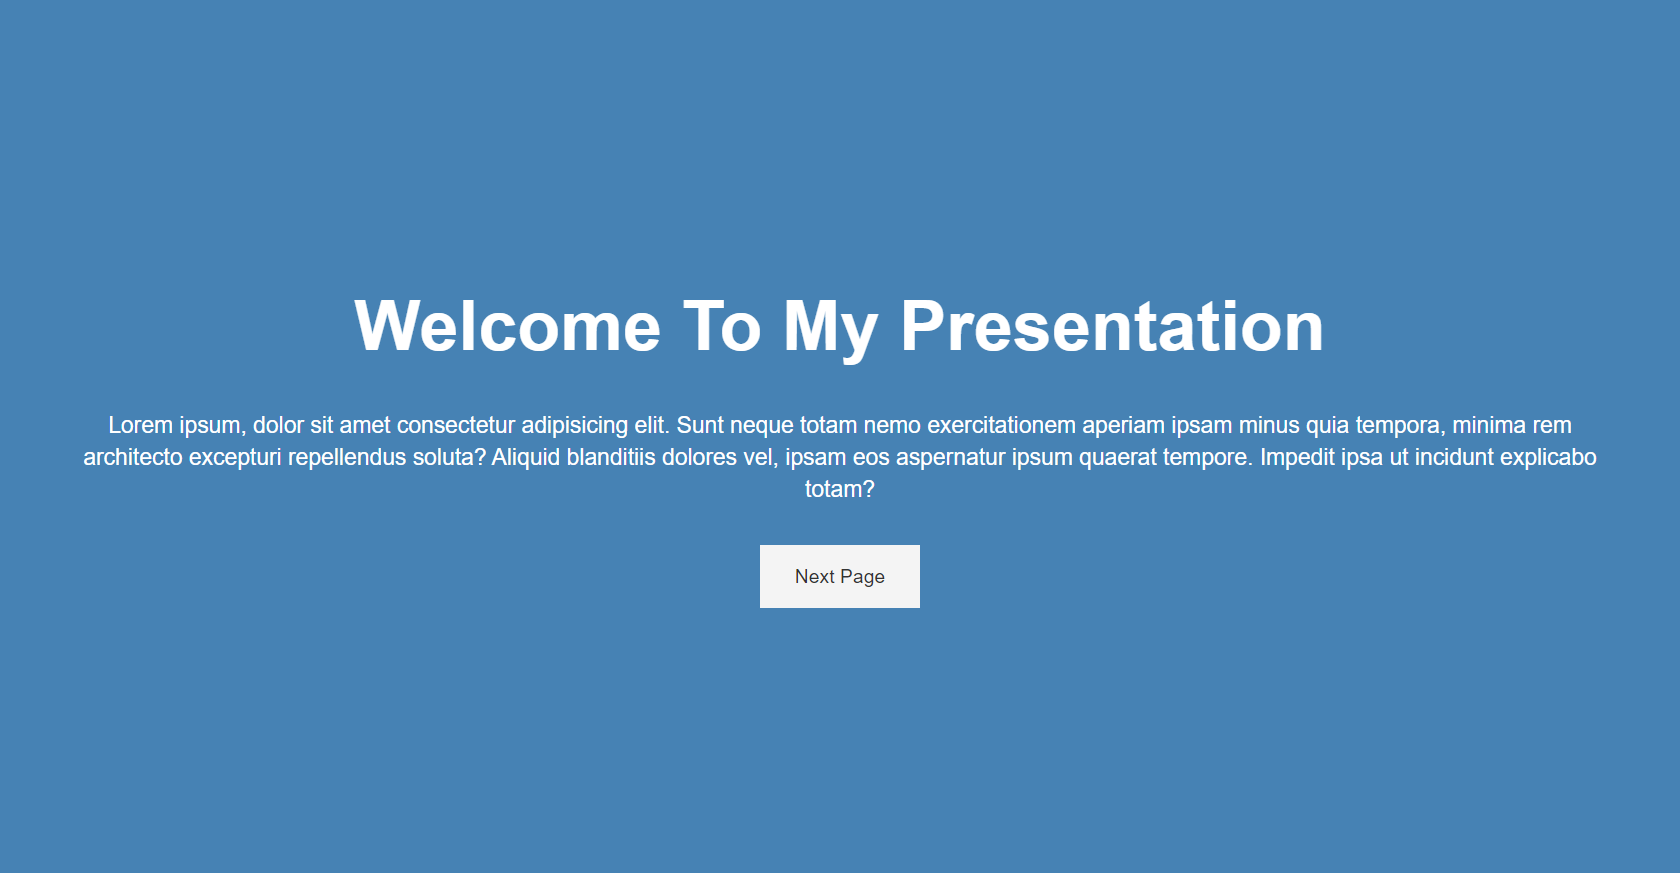 Welcome To My Presentation
Lorem ipsum, dolor sit amet consectetur adipisicing elit. Sunt neque totam nemo exercitationem aperiam ipsam minus quia tempora, minima rem
architecto excepturi repellendus soluta? Aliquid blanditiis dolores vel, ipsam eos aspernatur ipsum quaerat tempore. Impedit ipsa ut incidunt explicabo
totam?
Next Page